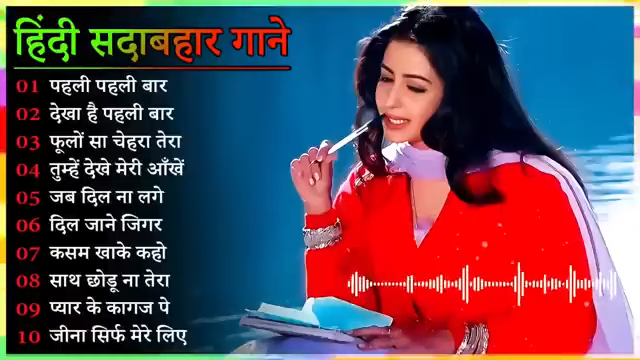 हिंदी सदाबहार गाने
01 पहली पहली बार
02 देखा है पहली बार
03 फूलों सा चेहरा तेरा
04 तुम्हें देखे मेरी आँखें
05 जब दिल ना लगे
06 दिल जाने जिगर
07 कसम खाके कहो
08 साथ छोडू ना तेरा
09 प्यार के कागज पे
10 जीना सिर्फ मेरे लिए